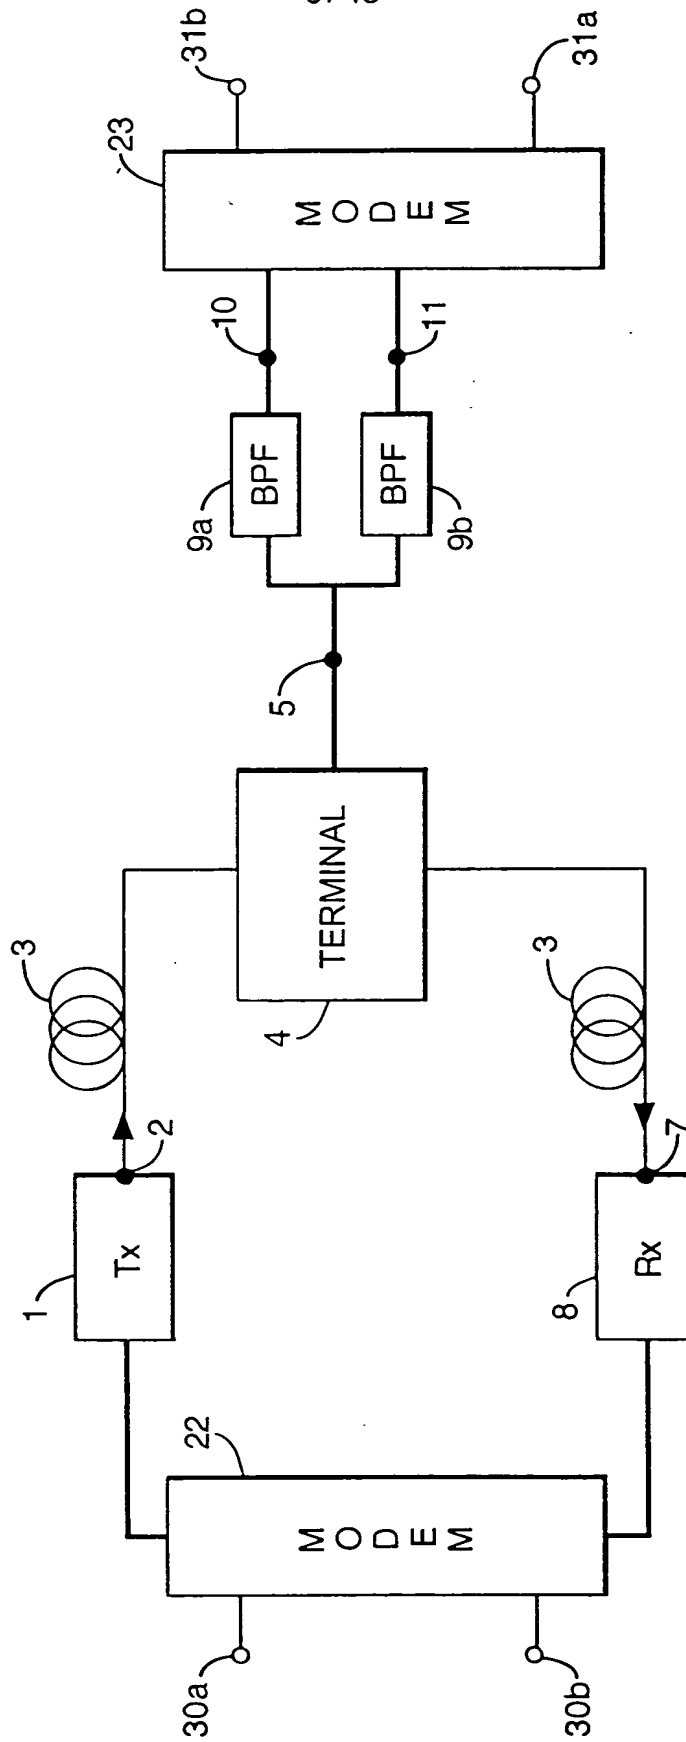 30a
30b
22
MODEM
1
Tx
2
3
8
Rx
7
3
4
TERMINAL
5
9a
BPF
10
9b
BPF
11
23
MODEM
31b
31a